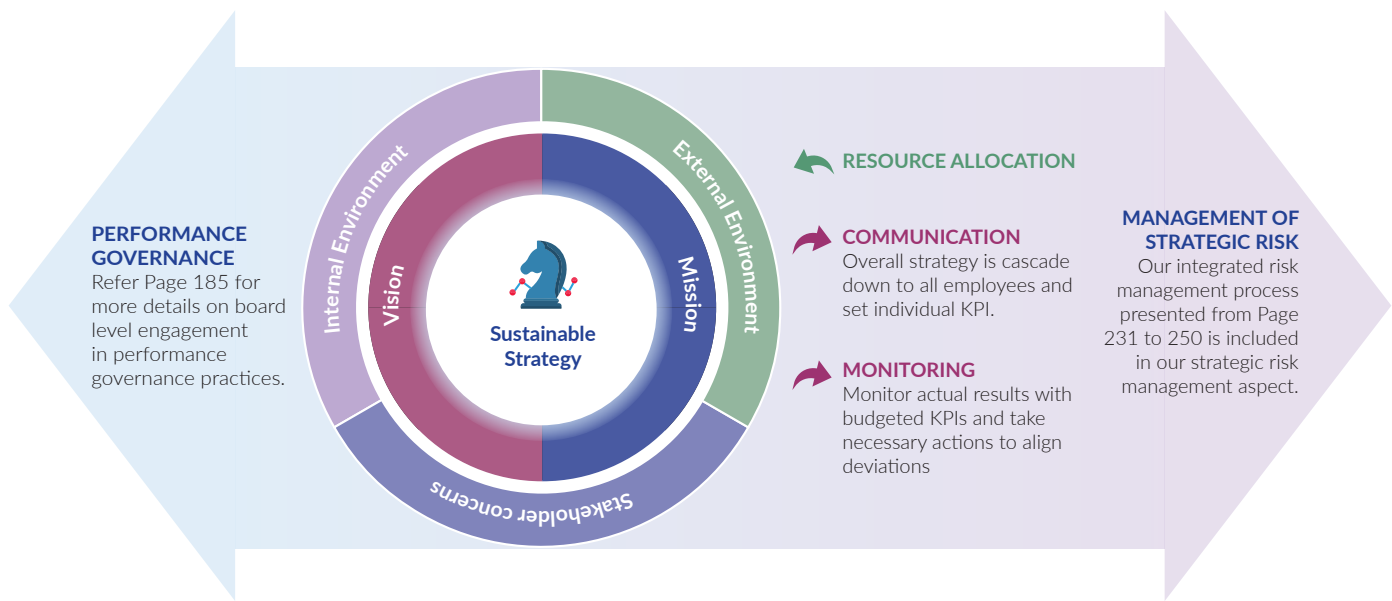 PERFORMANCE
GOVERNANCE
Refer Page 185 for
more details on board
level engagement
in performance
governance practices.
Internal Environment
External Environment
Stakeholder concerns
Vision
Mission
Sustainable
Strategy
RESOURCE ALLOCATION
COMMUNICATION
Overall strategy is cascade
down to all employees and
set individual KPI.
MONITORING
Monitor actual results with
budgeted KPIs and take
necessary actions to align
deviations
MANAGEMENT OF
STRATEGIC RISK
Our integrated risk
management process
presented from Page
231 to 250 is included
in our strategic risk
management aspect.